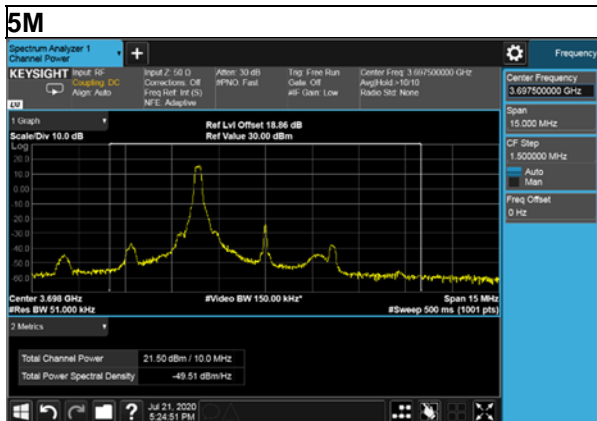 5M
Spectrum Analyzer 1
Channel Power
Frequency
KEYSIGHT
Input: RF
Coupling: DC
Align: Auto
Input Z: 50 Ω
Corrections: Off
Freq Ref: Int (S)
NFE: Adaptive
Atten: 30 dB
#PNO: Fast
Trig: Free Run
Gate: Off
#IF Gain: Low
Center Freq: 3.697500000 GHz
Avg|Hold:>10/10
Radio Std: None
Center Frequency
3.697500000 GHz
Span
15.000 MHz
CF Step
1.500000 MHz
Auto
Man
Freq Offset
0 Hz
1 Graph
Scale/Div 10.0 dB
Ref Lvl Offset 18.86 dB
Ref Value 30.00 dBm
Log
20.0
10.0
0.00
-10.0
-20.0
-30.0
-40.0
-50.0
-60.0
Center 3.698 GHz
#Res BW 51.000 kHz
#Video BW 150.00 kHz*
Span 15 MHz
#Sweep 500 ms (1001 pts)
2 Metrics
Total Channel Power 21.50 dBm / 10.0 MHz
Total Power Spectral Density -49.51 dBm/Hz
?
Jul 21, 2020
5:24:51 PM